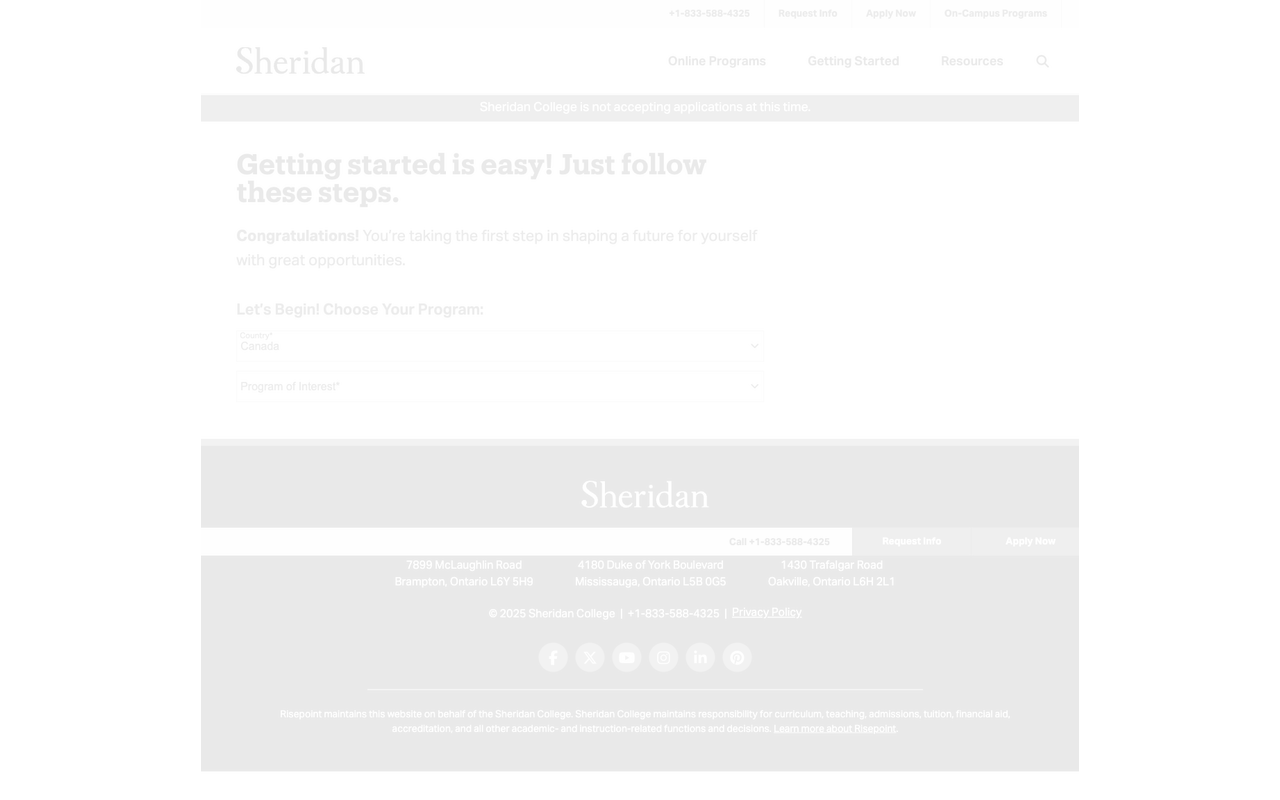 +1-833-588-4325 Request Info Apply Now On-Campus Programs
Sheridan
Online Programs Getting Started Resources
Sheridan College is not accepting applications at this time.
Getting started is easy! Just follow
these steps.
Congratulations! You're taking the first step in shaping a future for yourself
with great opportunities.
Let's Begin! Choose Your Program:
Country*
Canada
Program of Interest*
Sheridan
Call +1-833-588-4325 Request Info Apply Now
7899 McLaughlin Road 4180 Duke of York Boulevard 1430 Trafalgar Road
Brampton, Ontario L6Y 5H9 Mississauga, Ontario L5B 0G5 Oakville, Ontario L6H 2L1
© 2025 Sheridan College | +1-833-588-4325 | Privacy Policy
Risepoint maintains this website on behalf of the Sheridan College. Sheridan College maintains responsibility for curriculum, teaching, admissions, tuition, financial aid,
accreditation, and all other academic- and instruction-related functions and decisions. Learn more about Risepoint.